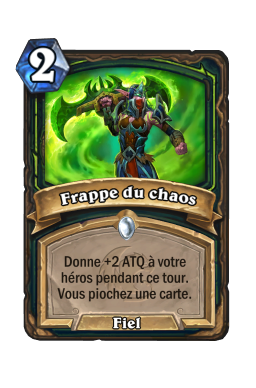 2
Frappe du chaos
Donne +2 ATQ à votre
héros pendant ce tour.
Vous piochez une carte.
Fiel